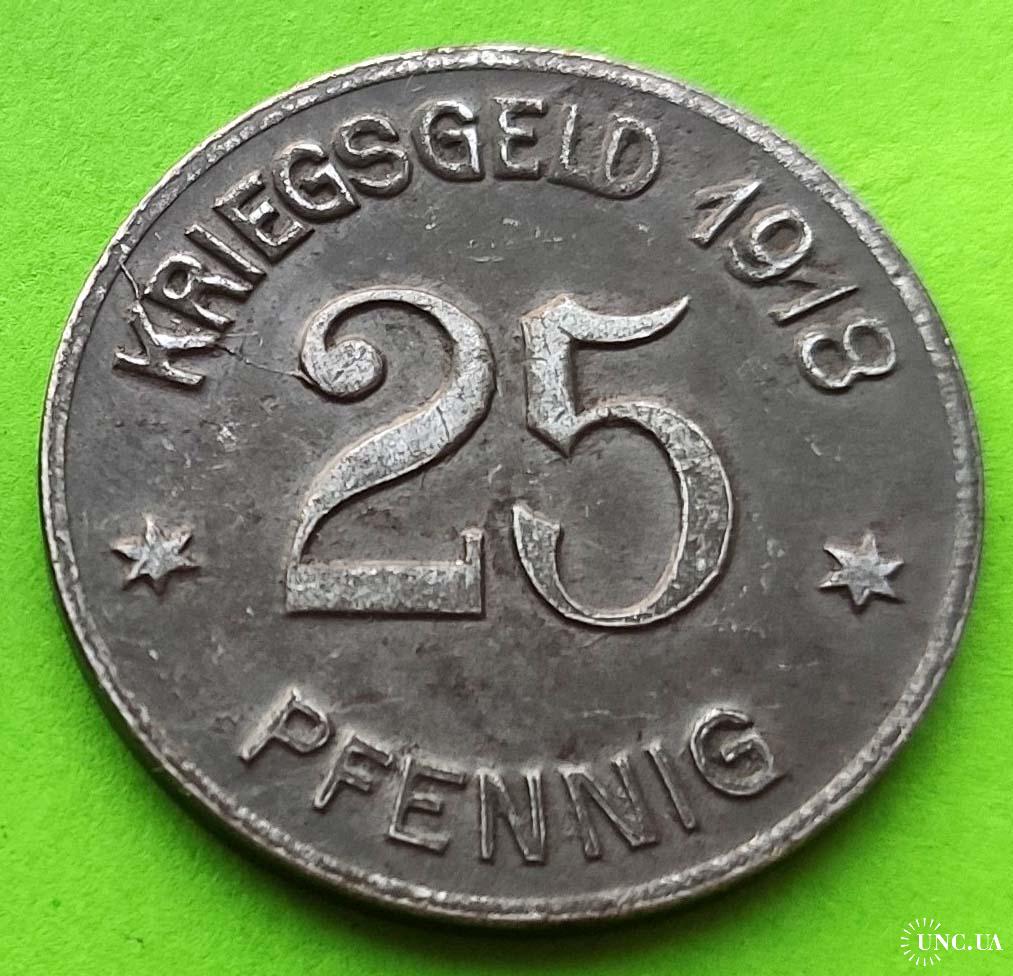 KRIEGSGELD 1918
25
PFENNIG
UNC.UA